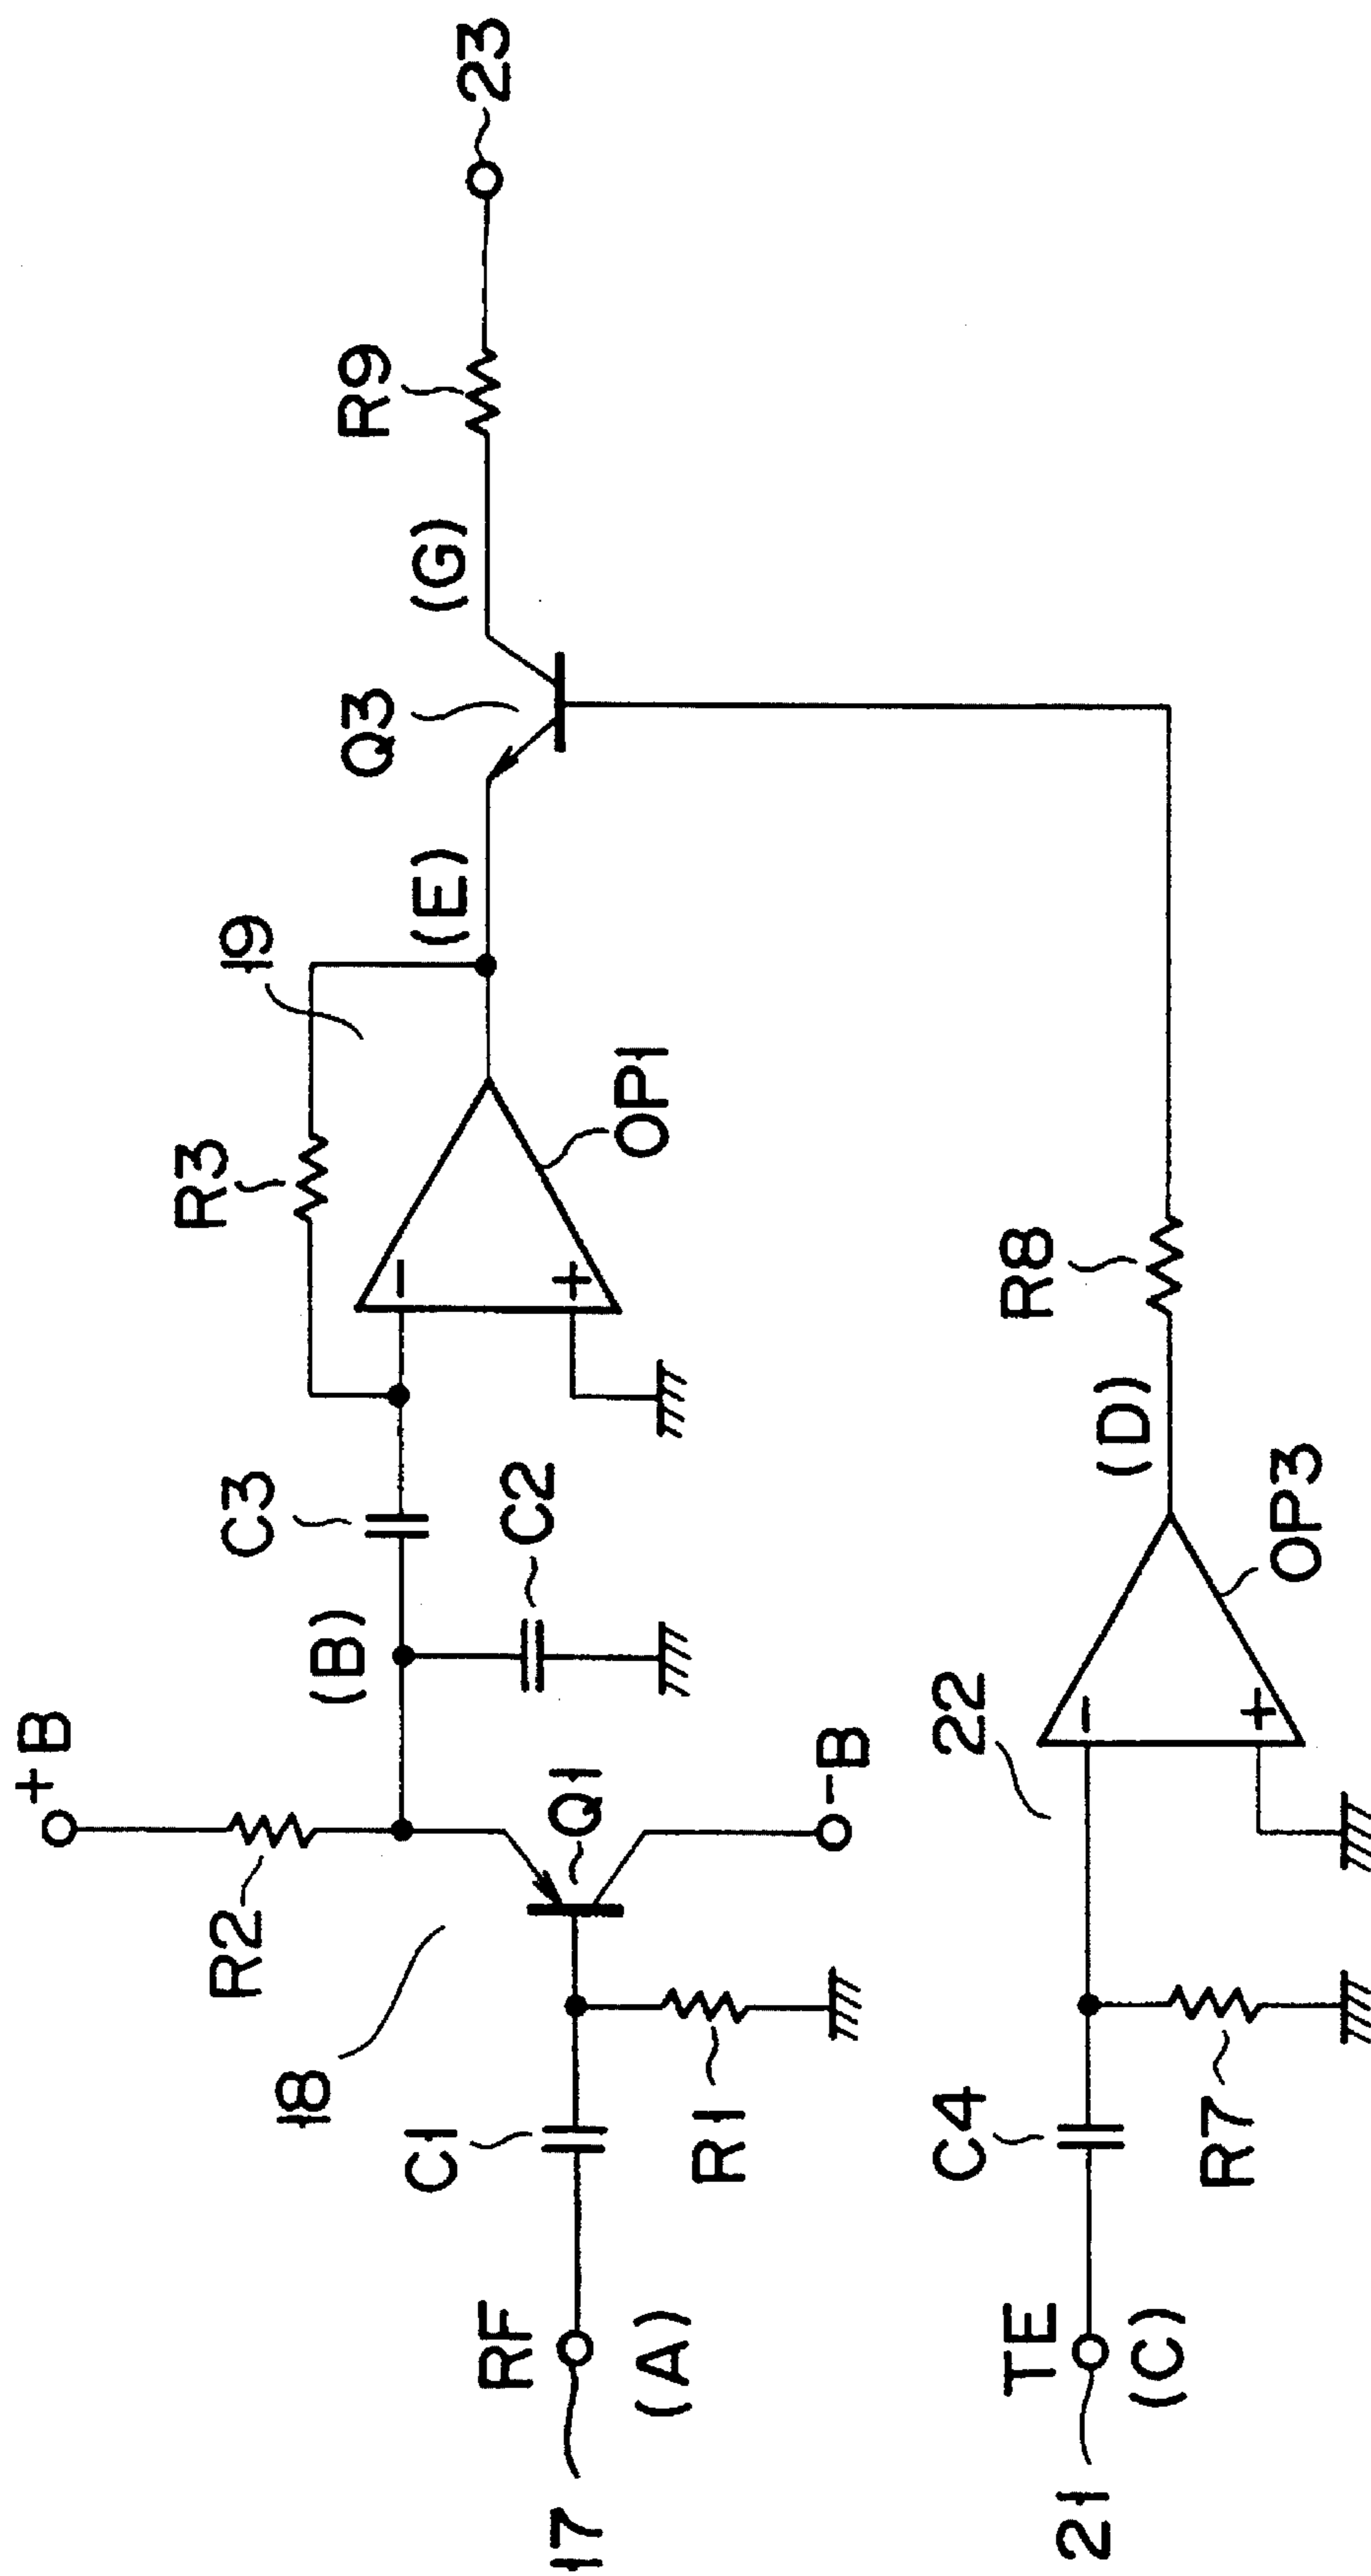 +B
R2
18
Q1
-B
(B)
C3
C2
R3
19
-
+
OP1
(E)
Q3
(G)
R9
23
RF
(A)
17
C1
R1
TE
(C)
21
C4
R7
22
-
+
OP3
(D)
R8